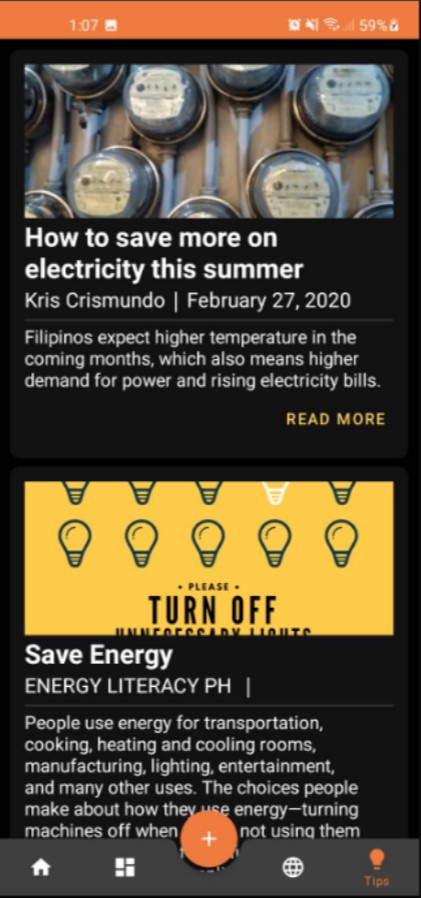 1:07
59%
How to save more on
electricity this summer
Kris Crismundo | February 27, 2020
Filipinos expect higher temperature in the
coming months, which also means higher
demand for power and rising electricity bills.
READ MORE
• PLEASE •
TURN OFF
UNNECESSARY LIGHTS
Save Energy
ENERGY LITERACY PH |
People use energy for transportation,
cooking, heating and cooling rooms,
manufacturing, lighting, entertainment,
and many other uses. The choices people
make about how they use energy—turning
machines off when not using them
+
Tips